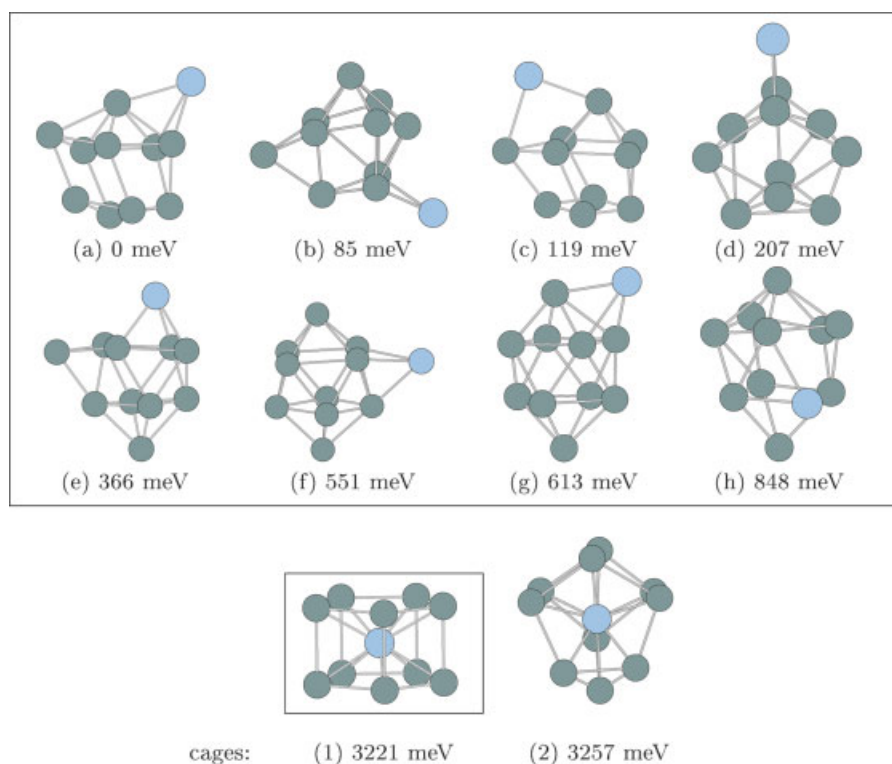 (a) 0 meV (b) 85 meV (c) 119 meV (d) 207 meV
(e) 366 meV (f) 551 meV (g) 613 meV (h) 848 meV
cages: (1) 3221 meV (2) 3257 meV